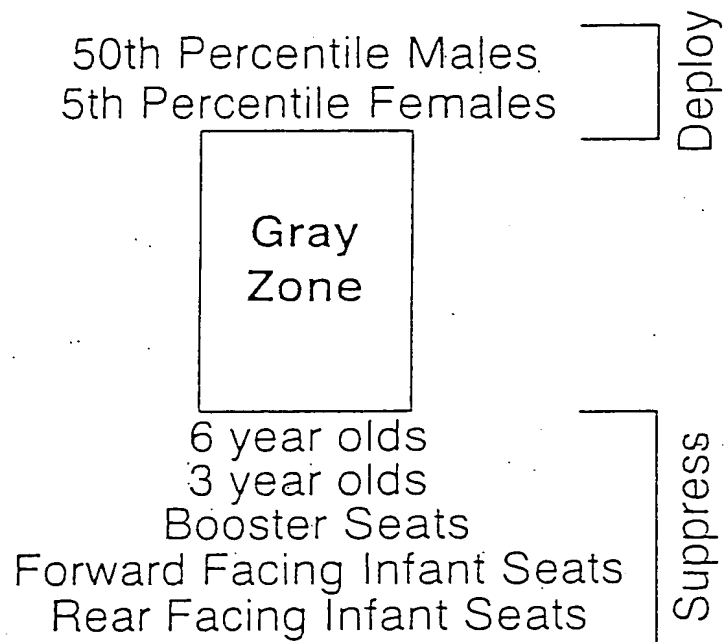 50th Percentile Males
5th Percentile Females
Deploy
Gray
Zone
6 year olds
3 year olds
Booster Seats
Forward Facing Infant Seats
Rear Facing Infant Seats
Suppress